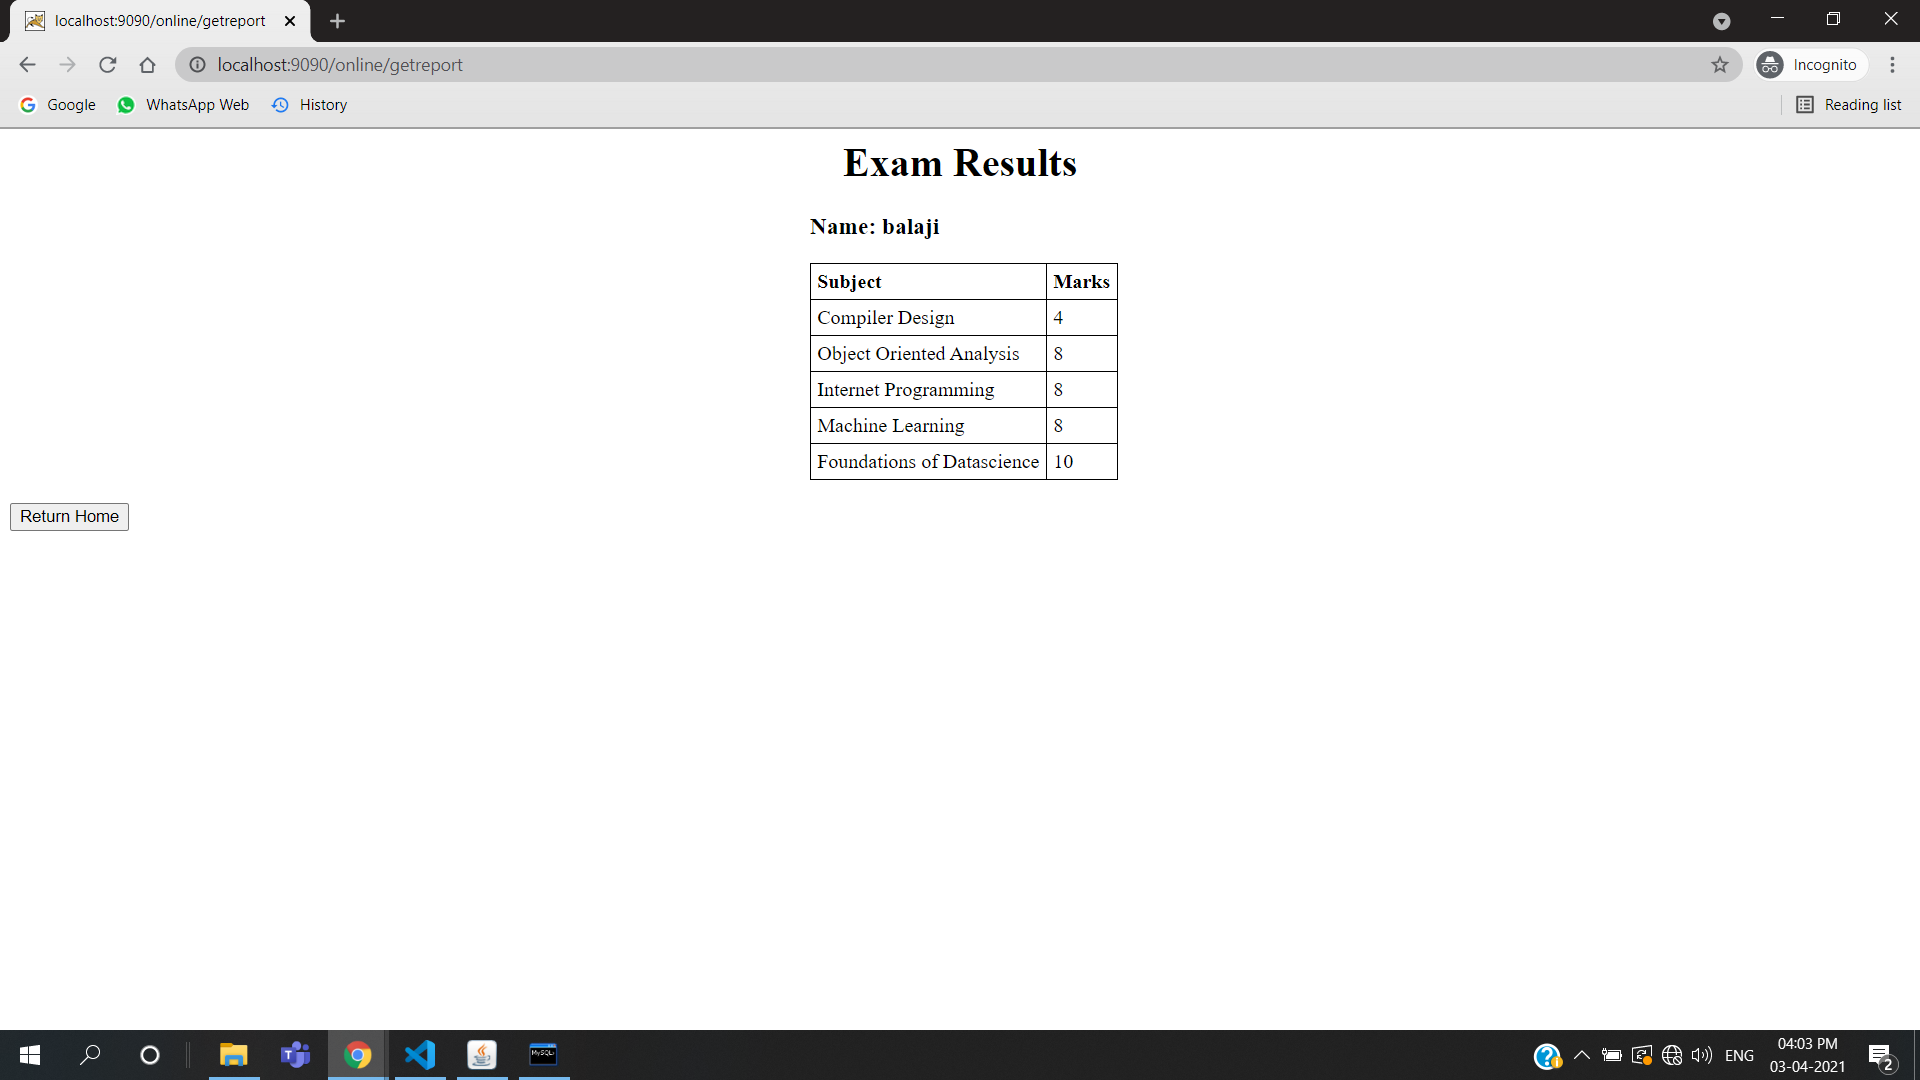 localhost:9090/online/getreport
localhost:9090/online/getreport
Incognito
Google WhatsApp Web History Reading list
Exam Results
Name: balaji
Subject Marks
Compiler Design 4
Object Oriented Analysis 8
Internet Programming 8
Machine Learning 8
Foundations of Datascience 10
Return Home
MySQL
ENG
04:03 PM
03-04-2021
2